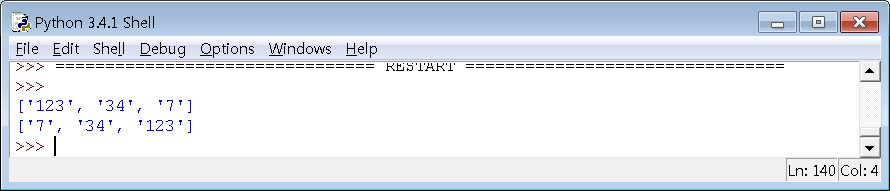 Python 3.4.1 Shell
File Edit Shell Debug Options Windows Help
>>> ================================ RESTART ================================
>>>
['123', '34', '7']
['7', '34', '123']
>>>
Ln: 140 Col: 4